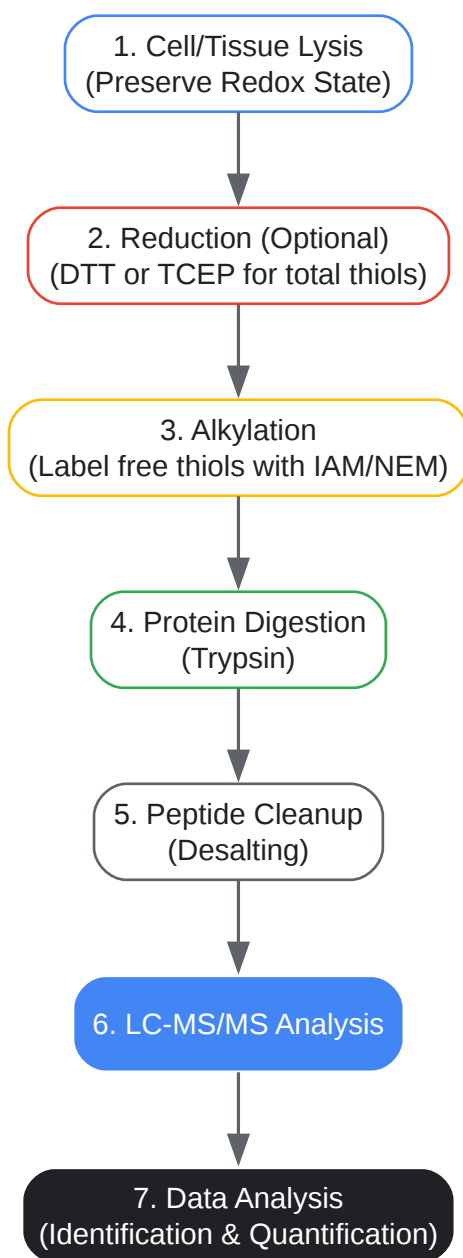 1. Cell/Tissue Lysis
(Preserve Redox State)
2. Reduction (Optional)
(DTT or TCEP for total thiols)
3. Alkylation
(Label free thiols with IAM/NEM)
4. Protein Digestion
(Trypsin)
5. Peptide Cleanup
(Desalting)
6. LC-MS/MS Analysis
7. Data Analysis
(Identification & Quantification)